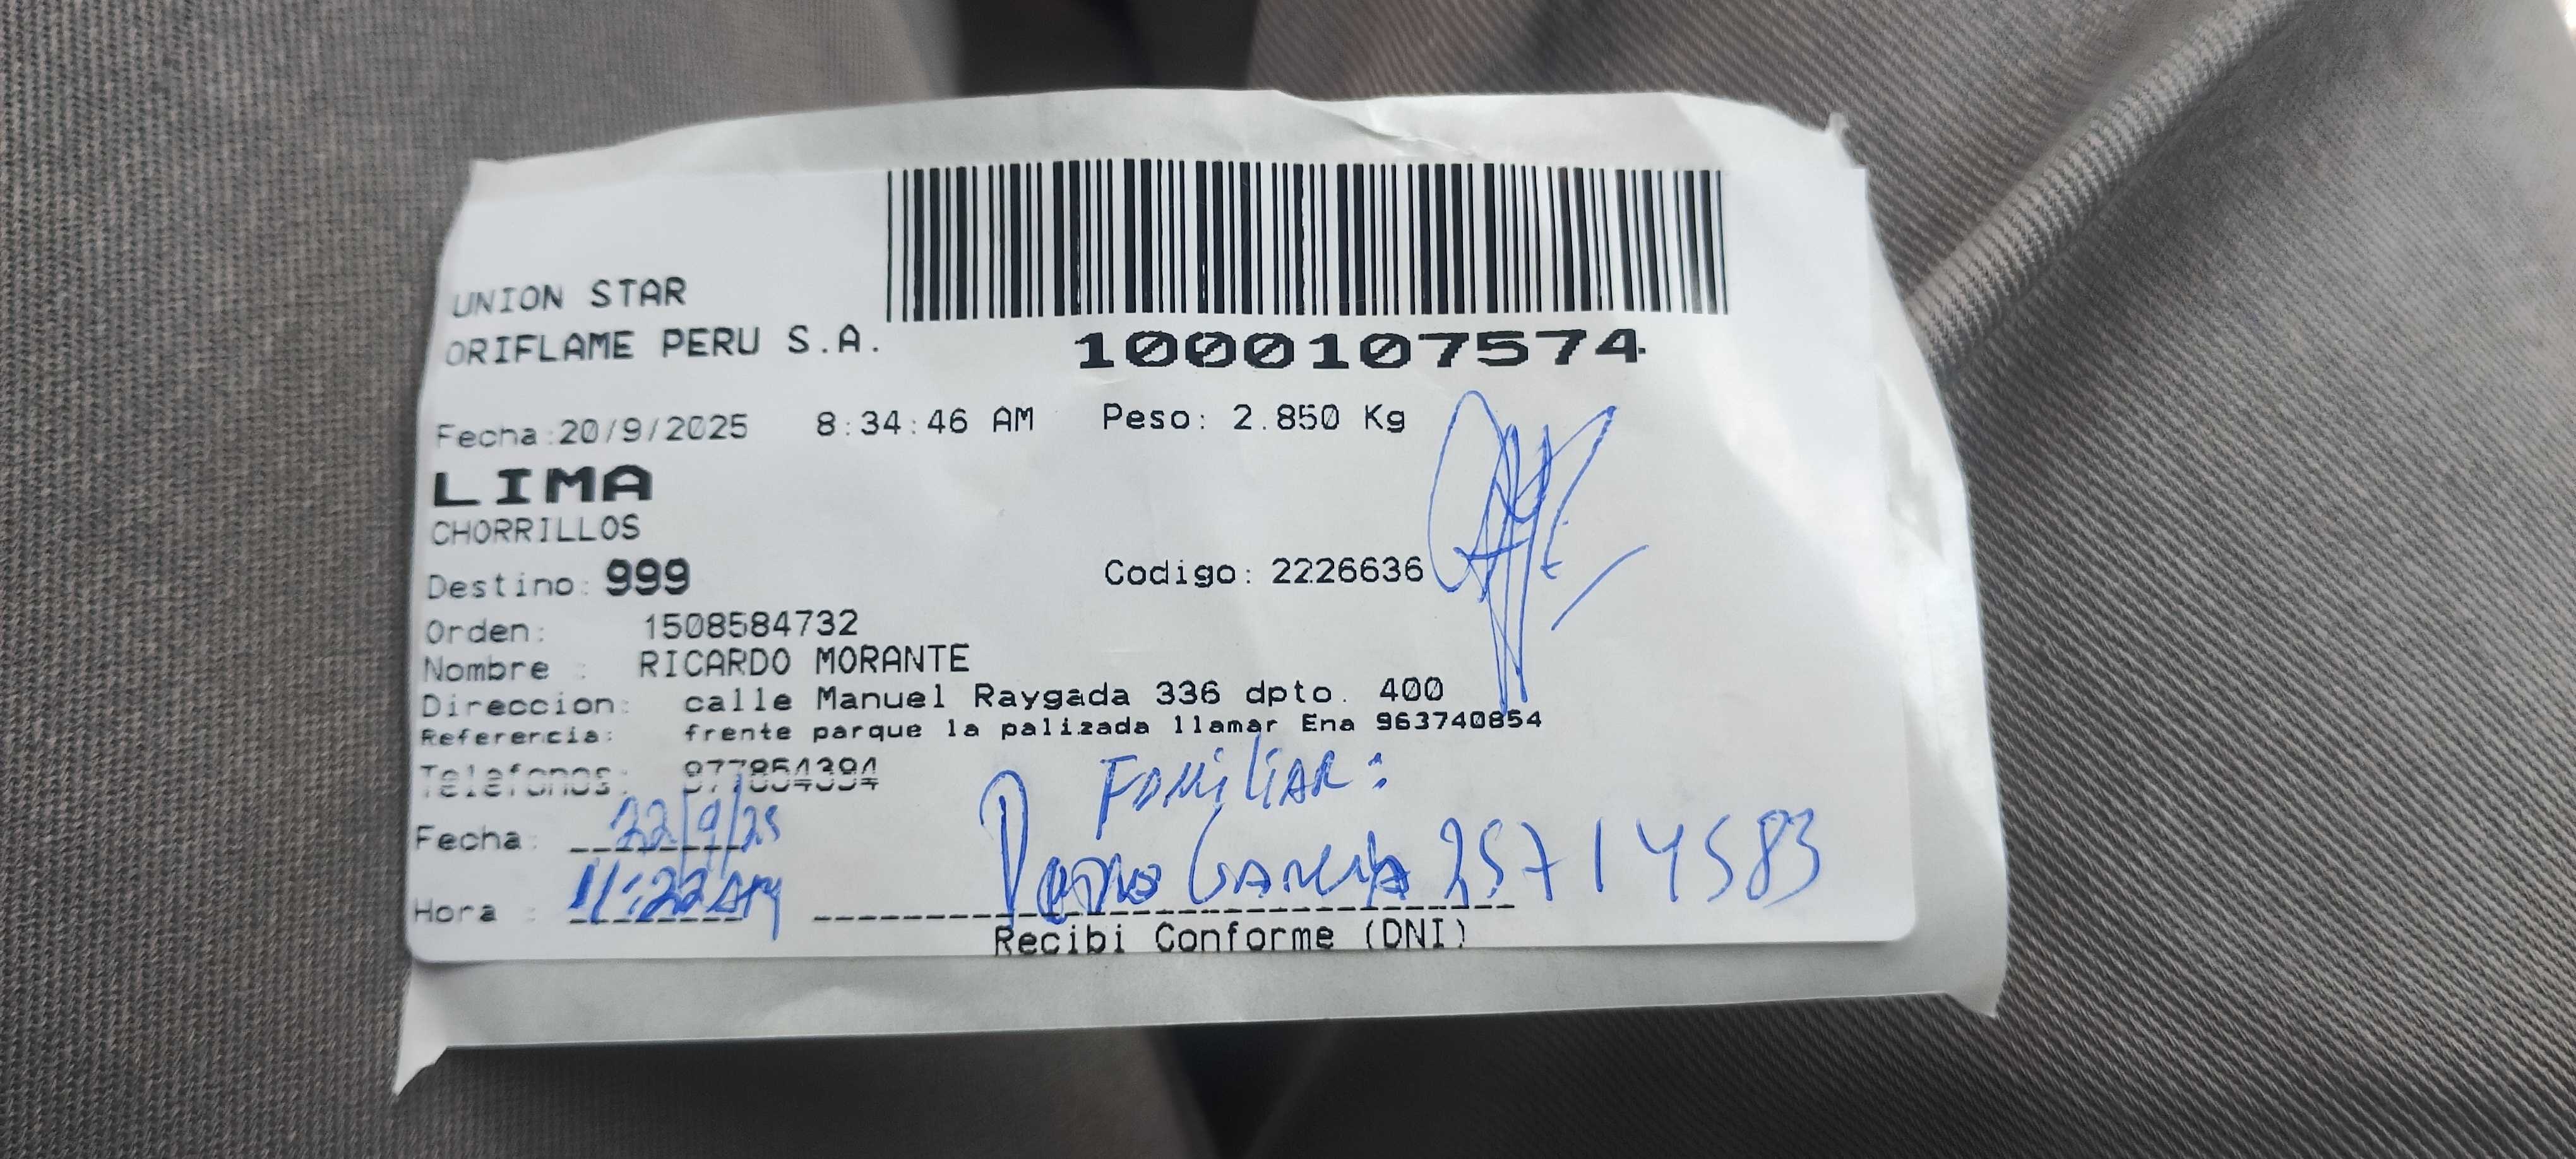 UNION STAR
ORIFLAME PERU S.A.
1000107574
Fecha:20/9/2025 8:34:46 AM Peso: 2.850 Kg
LIMA
CHORRILLOS
Destino: 999 Codigo: 2226636
Orden: 1508584732
Nombre : RICARDO MORANTE
Direccion: calle Manuel Raygada 336 dpto. 400
Referencia: frente parque la palizada llamar Ena 963740854
Telefonos: 977854394
FAMILIAR:
Fecha: 22/9/25
Hora : 11:22 AM
García 25714583
Recibi Conforme (DNI)